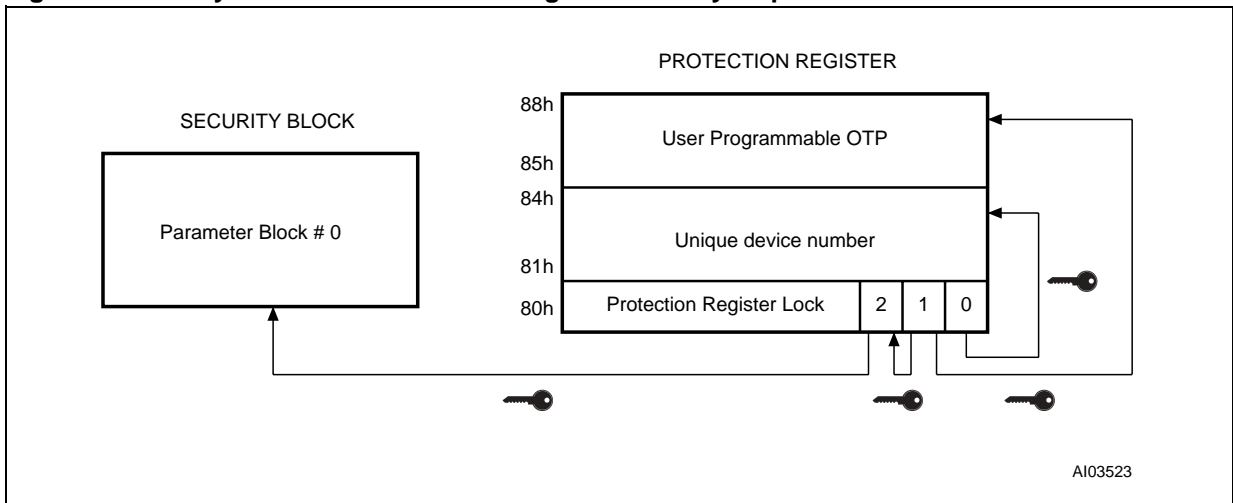 PROTECTION REGISTER
SECURITY BLOCK
88h
User Programmable OTP
85h
84h
Parameter Block # 0
Unique device number
81h
80h
Protection Register Lock
2
1
0
AI03523